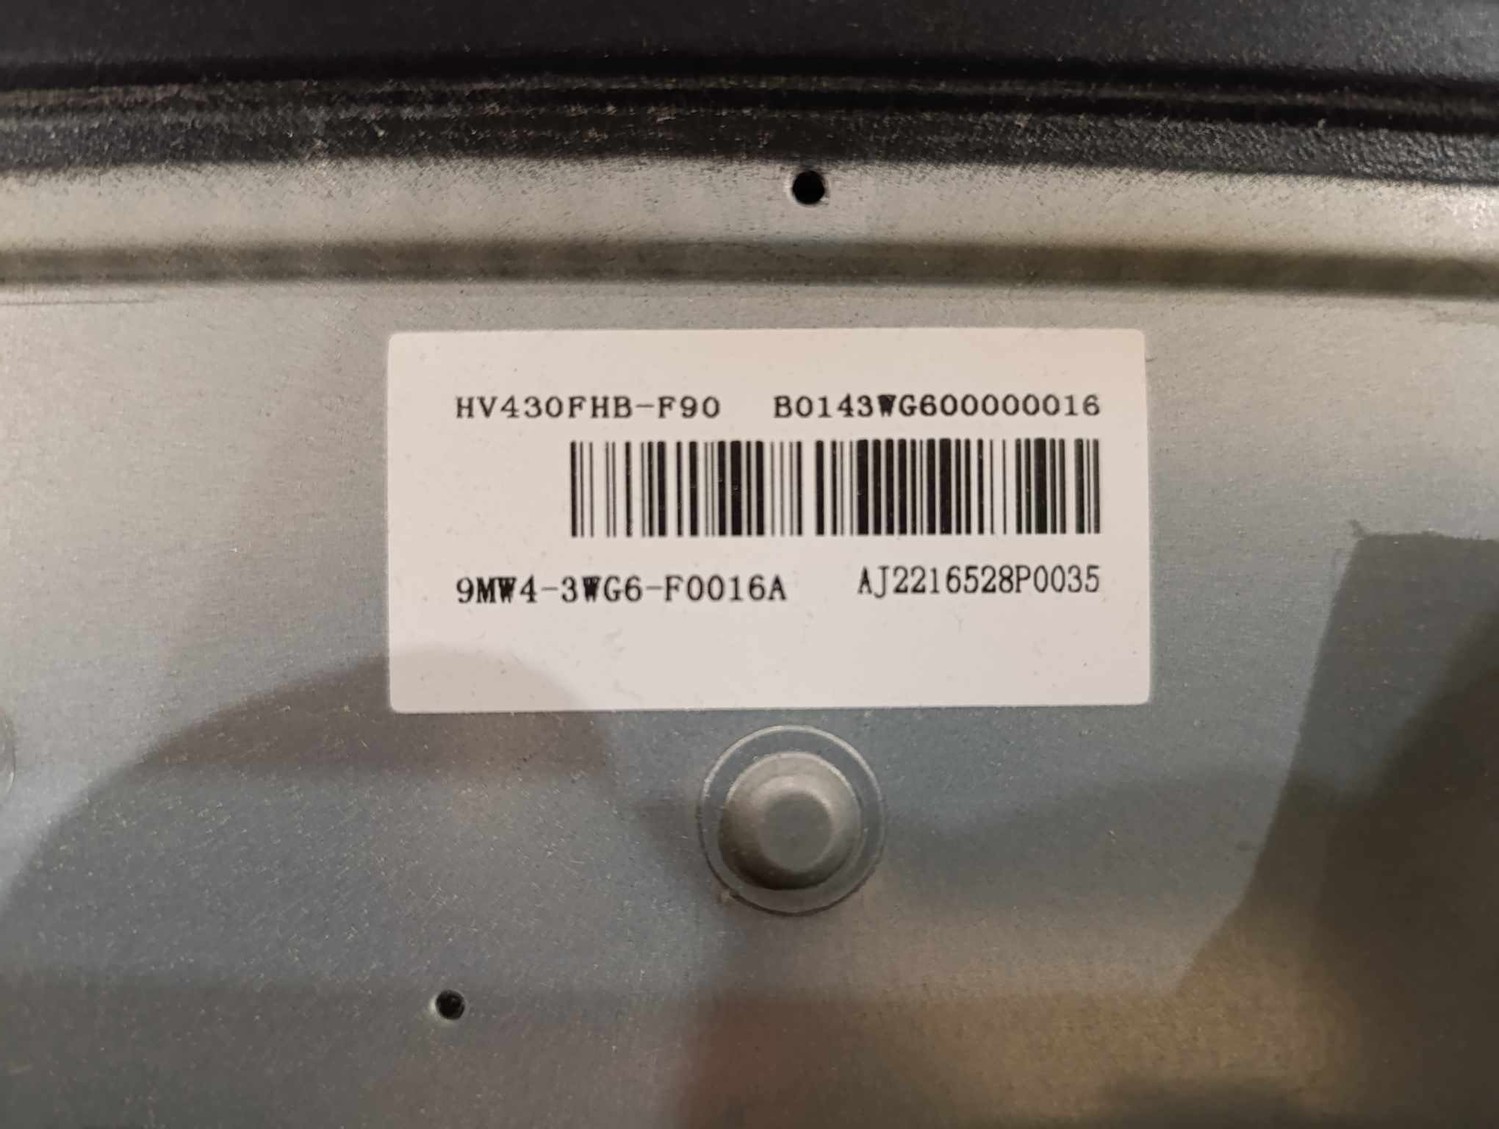 HV430FHB-F90 B0143WG600000016
9MW4-3WG6-F0016A AJ2216528P0035